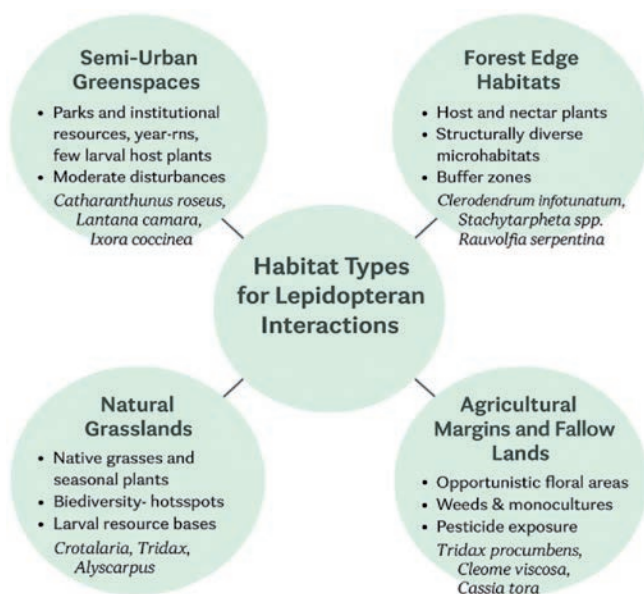 Semi-Urban
Greenspaces
• Parks and institutional
resources, year-rns,
few larval host plants
• Moderate disturbances
Catharanthunus roseus,
Lantana camara,
Ixora coccinea
Forest Edge
Habitats
• Host and nectar plants
• Structurally diverse
microhabitats
• Buffer zones
Clerodendrum infotunatum,
Stachytarpheta spp.
Rauvolfia serpentina
Habitat Types
for Lepidopteran
Interactions
Natural
Grasslands
• Native grasses and
seasonal plants
• Biediversity- hotsspots
• Larval resource bases
Crotalaria, Tridax,
Alyscarpus
Agricultural
Margins and Fallow
Lands
• Opportunistic floral areas
• Weeds & monocultures
• Pesticide exposure
Tridax procumbens,
Cleome viscosa,
Cassia tora